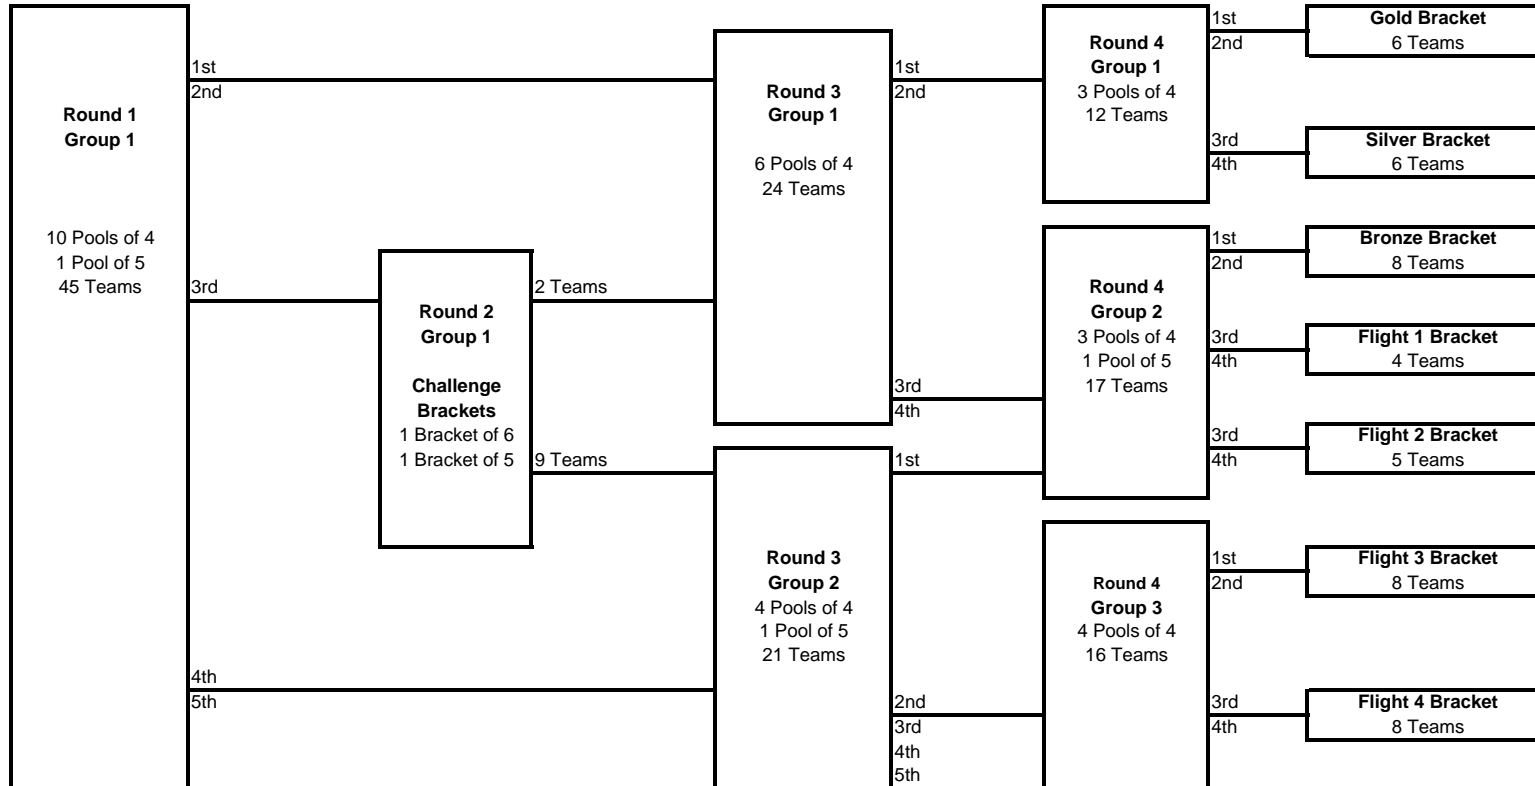 Round 1
Group 1
10 Pools of 4
1 Pool of 5
45 Teams
1st
2nd
3rd
4th
5th
Round 2
Group 1
Challenge
Brackets
1 Bracket of 6
1 Bracket of 5
2 Teams
9 Teams
Round 3
Group 1
6 Pools of 4
24 Teams
1st
2nd
3rd
4th
Round 3
Group 2
4 Pools of 4
1 Pool of 5
21 Teams
1st
2nd
3rd
4th
5th
Round 4
Group 1
3 Pools of 4
12 Teams
1st
2nd
3rd
4th
Round 4
Group 2
3 Pools of 4
1 Pool of 5
17 Teams
1st
2nd
3rd
4th
3rd
4th
Round 4
Group 3
4 Pools of 4
16 Teams
1st
2nd
3rd
4th
Gold Bracket
6 Teams
Silver Bracket
6 Teams
Bronze Bracket
8 Teams
Flight 1 Bracket
4 Teams
Flight 2 Bracket
5 Teams
Flight 3 Bracket
8 Teams
Flight 4 Bracket
8 Teams